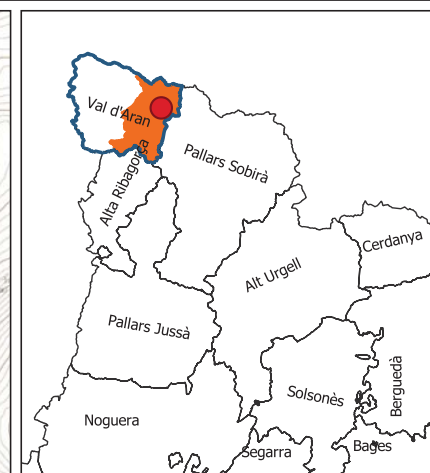 Val d'Aran
Pallars Sobirà
Alta Ribagorça
Cerdanya
Alt Urgell
Pallars Jussà
Berguedà
Solsonès
Noguera
Bages
Segarra